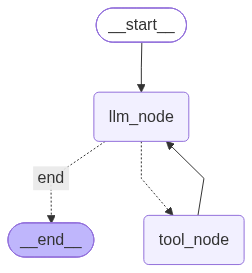 __start__
llm_node
end
__end__
tool_node